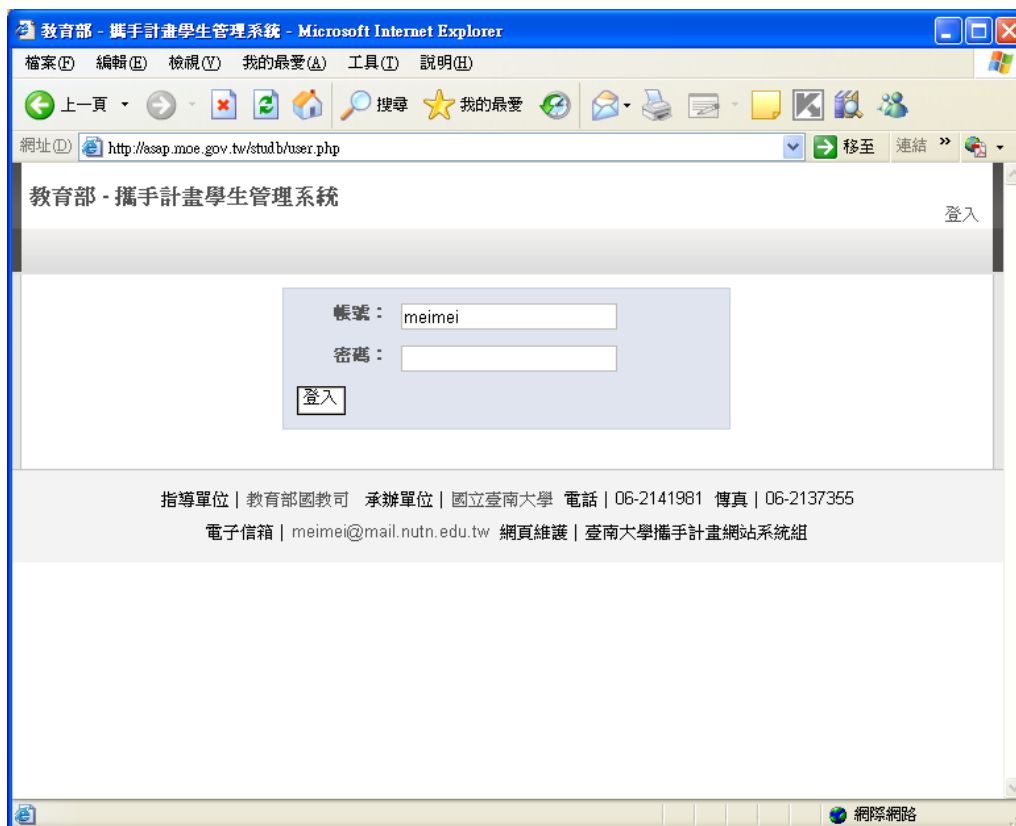 教育部 - 攜手計畫學生管理系統 - Microsoft Internet Explorer
檔案(F) 編輯(E) 檢視(V) 我的最愛(A) 工具(T) 說明(H)
上一頁 搜尋 我的最愛
網址(D) http://asap.moe.gov.tw/studb/user.php 移至 連結 »
教育部 - 攜手計畫學生管理系統
登入
帳號： meimei
密碼：
登入
指導單位 | 教育部國教司 承辦單位 | 國立臺南大學 電話 | 06-2141981 傳真 | 06-2137355
電子信箱 | meimei@mail.nutn.edu.tw 網頁維護 | 臺南大學攜手計畫網站系統組
網際網路